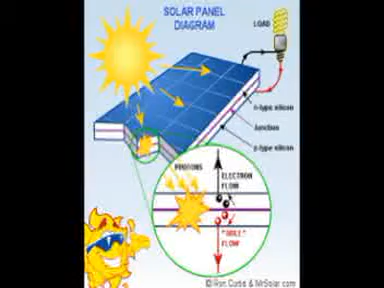 SOLAR PANEL
DIAGRAM
LOAD
n-type silicon
Junction
p-type silicon
PHOTONS
ELECTRON
FLOW
"HOLE"
FLOW
© Ron Curtis & MrSolar.com